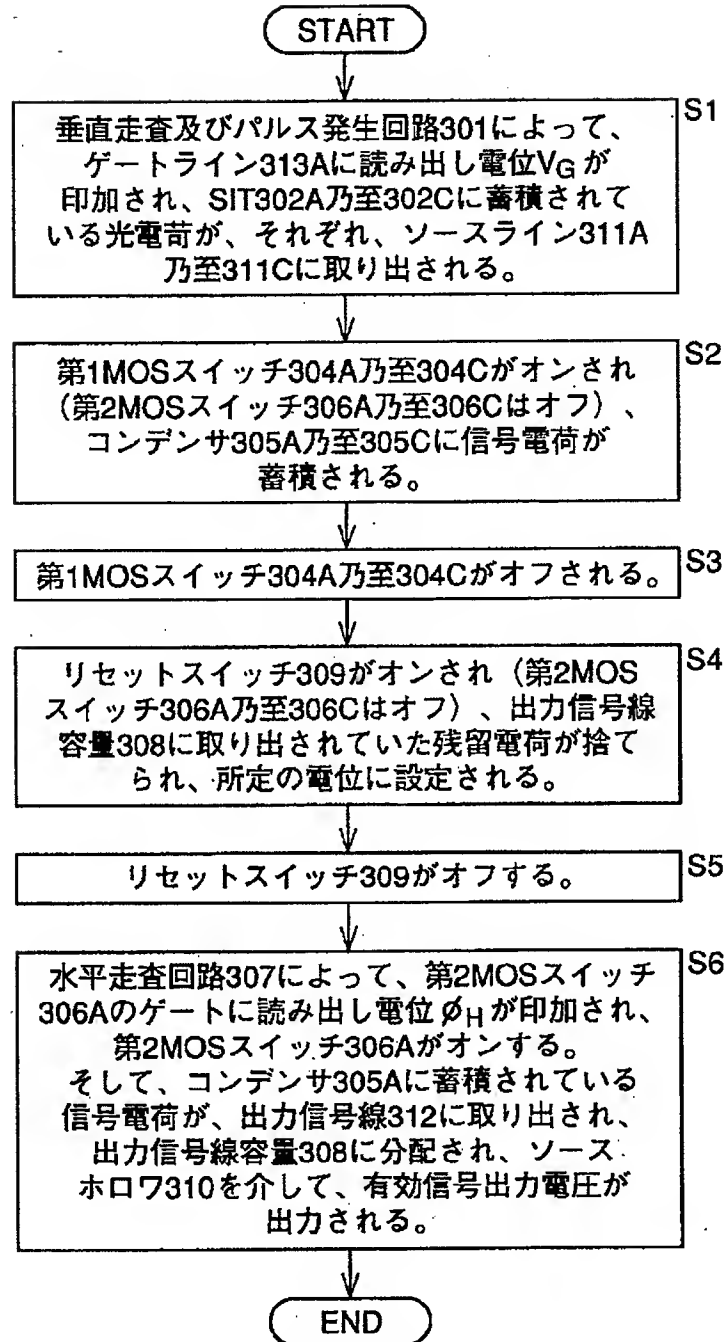 START
S1
垂直走査及びパルス発生回路301によって、
ゲートライン313Aに読み出し電位VGが
印加され、SIT302A乃至302Cに蓄積されて
いる光電苛が、それぞれ、ソースライン311A
乃至311Cに取り出される。
S2
第1MOSスイッチ304A乃至304Cがオンされ
（第2MOSスイッチ306A乃至306Cはオフ）、
コンデンサ305A乃至305Cに信号電荷が
蓄積される。
S3
第1MOSスイッチ304A乃至304Cがオフされる。
S4
リセットスイッチ309がオンされ（第2MOS
スイッチ306A乃至306Cはオフ）、出力信号線
容量308に取り出されていた残留電荷が捨て
られ、所定の電位に設定される。
S5
リセットスイッチ309がオフする。
S6
水平走査回路307によって、第2MOSスイッチ
306Aのゲートに読み出し電位φHが印加され、
第2MOSスイッチ306Aがオンする。
そして、コンデンサ305Aに蓄積されている
信号電荷が、出力信号線312に取り出され、
出力信号線容量308に分配され、ソース
ホロワ310を介して、有効信号出力電圧が
出力される。
END